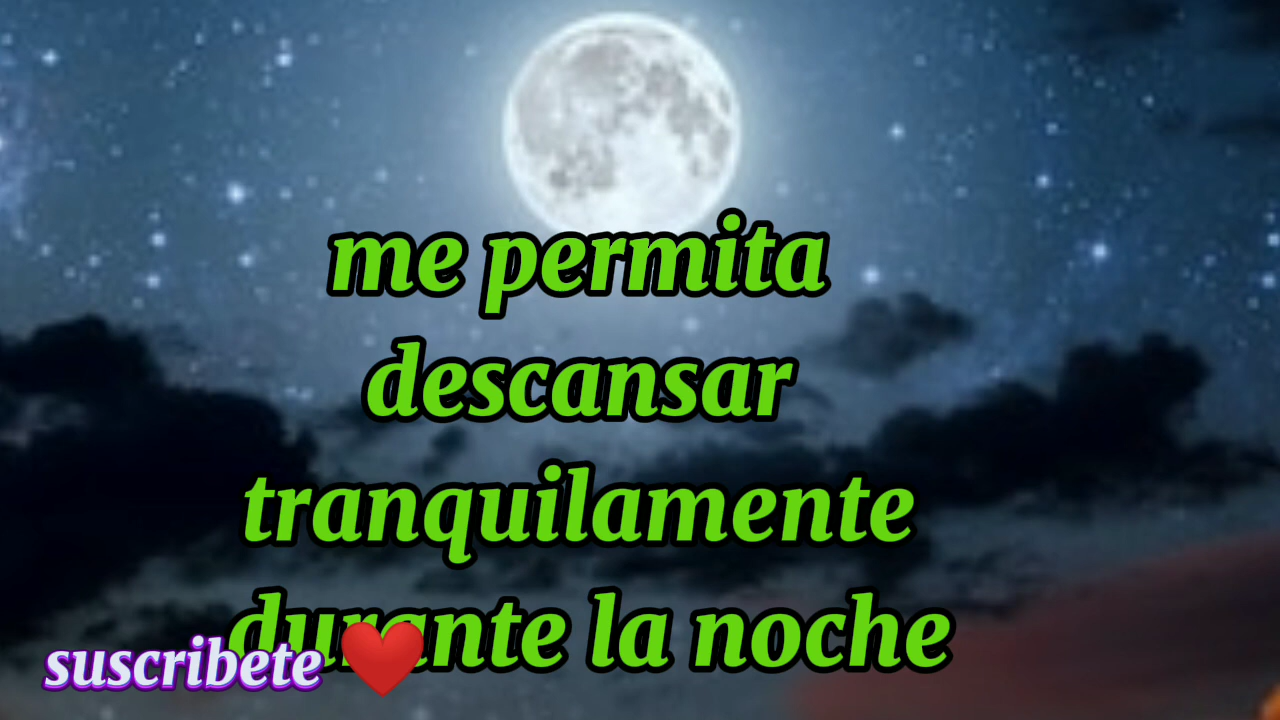 me permita
descansar
tranquilamente
durante la noche
suscribete